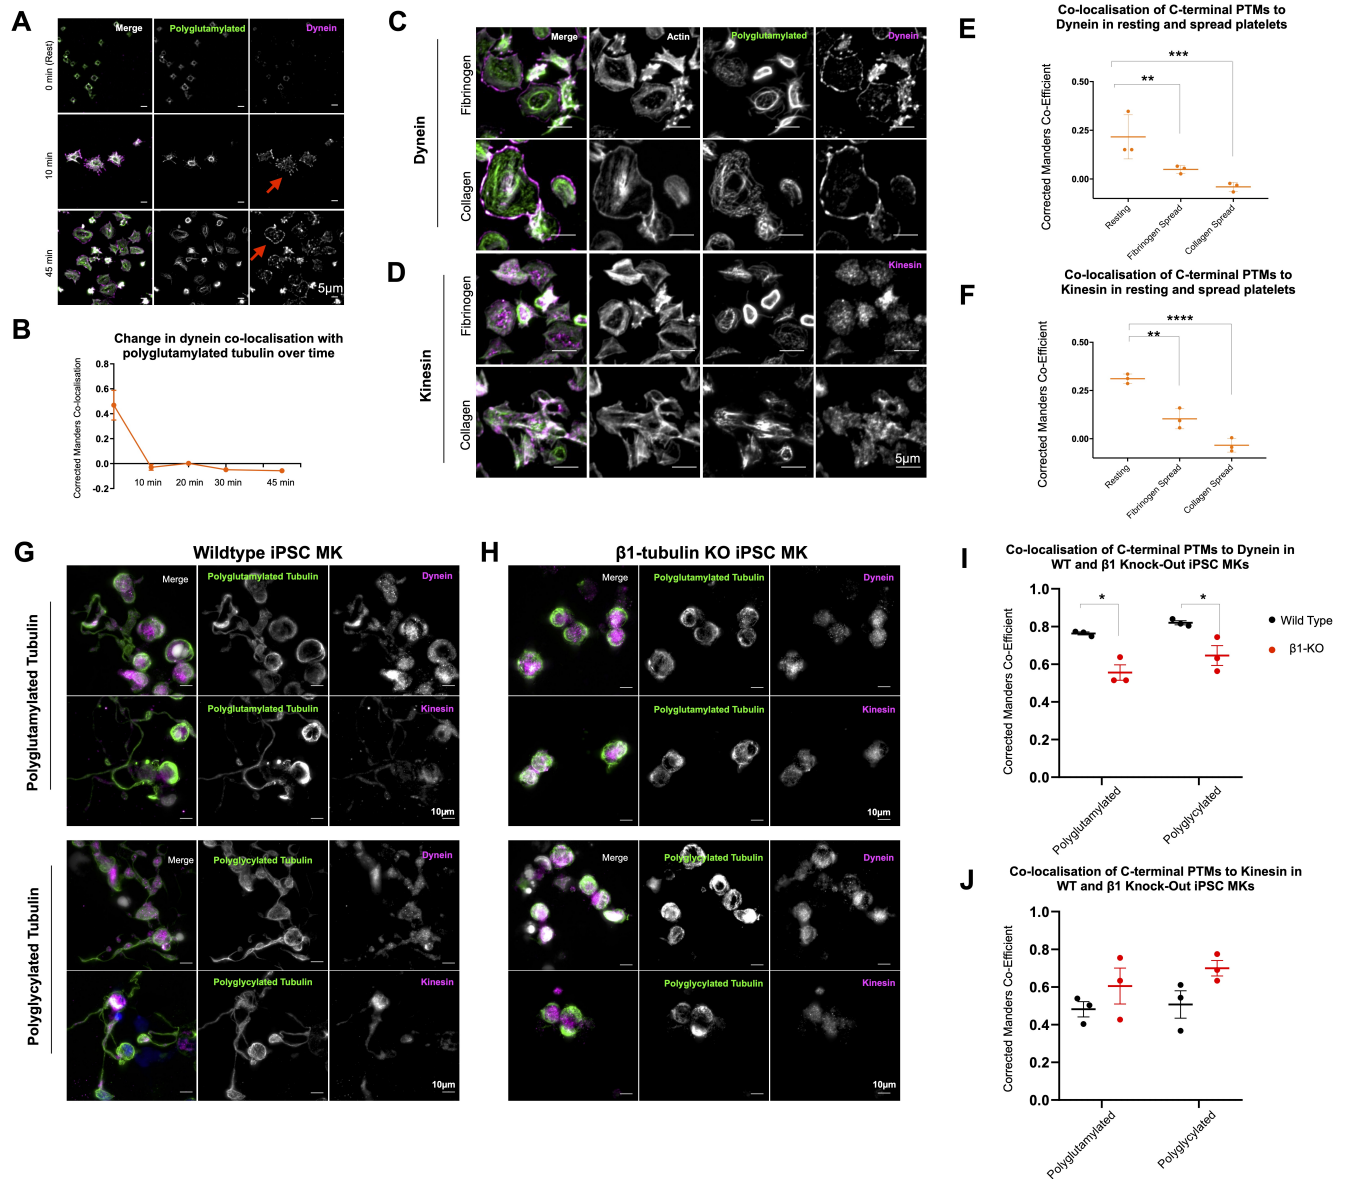 A
Merge
Polyglutamylated
Dynein
0 min (Rest)
10 min
45 min
5µm
B
Change in dynein co-localisation with
polyglutamylated tubulin over time
Corrected Manders Co-localisation
0.8
0.6
0.4
0.2
0.0
-0.2
10 min
20 min
30 min
45 min
C
Dynein
Fibrinogen
Collagen
Merge
Actin
Polyglutamylated
Dynein
D
Kinesin
Fibrinogen
Collagen
Kinesin
5µm
E
Co-localisation of C-terminal PTMs to
Dynein in resting and spread platelets
Corrected Manders Co-Efficient
0.50
0.25
0.00
***
**
Resting
Fibrinogen Spread
Collagen Spread
F
Co-localisation of C-terminal PTMs to
Kinesin in resting and spread platelets
Corrected Manders Co-Efficient
0.50
0.25
0.00
****
**
Resting
Fibrinogen Spread
Collagen Spread
G
Wildtype iPSC MK
Polyglutamylated Tubulin
Merge
Polyglutamylated Tubulin
Dynein
Polyglutamylated Tubulin
Kinesin
10µm
Polyglycylated Tubulin
Merge
Polyglycylated Tubulin
Dynein
Polyglycylated Tubulin
Kinesin
10µm
H
β1-tubulin KO iPSC MK
Merge
Polyglutamylated Tubulin
Dynein
Polyglutamylated Tubulin
Kinesin
10µm
Merge
Polyglycylated Tubulin
Dynein
Polyglycylated Tubulin
Kinesin
10µm
I
Co-localisation of C-terminal PTMs to Dynein in
WT and β1 Knock-Out iPSC MKs
Corrected Manders Co-Efficient
1.0
0.8
0.6
0.4
0.2
0.0
*
*
Wild Type
β1-KO
Polyglutamylated
Polyglycylated
J
Co-localisation of C-terminal PTMs to Kinesin in
WT and β1 Knock-Out iPSC MKs
Corrected Manders Co-Efficient
1.0
0.8
0.6
0.4
0.2
0.0
Polyglutamylated
Polyglycylated